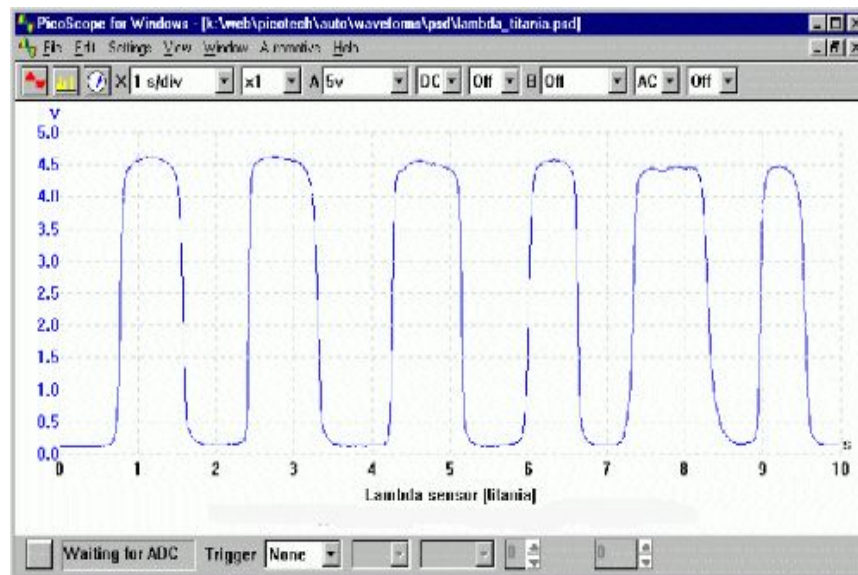 PicoScope for Windows - [k:\web\picotech\auto\waveforms\psd\lambda_titania.psd]
File Edit Settings View Window Automotive Help
X 1 s/div x1 A 5v DC Off B Off AC Off
V
5.0
4.5
4.0
3.5
3.0
2.5
2.0
1.5
1.0
0.5
0.0
s
0 1 2 3 4 5 6 7 8 9 10
Lambda sensor [titania]
Waiting for ADC Trigger None 0 0